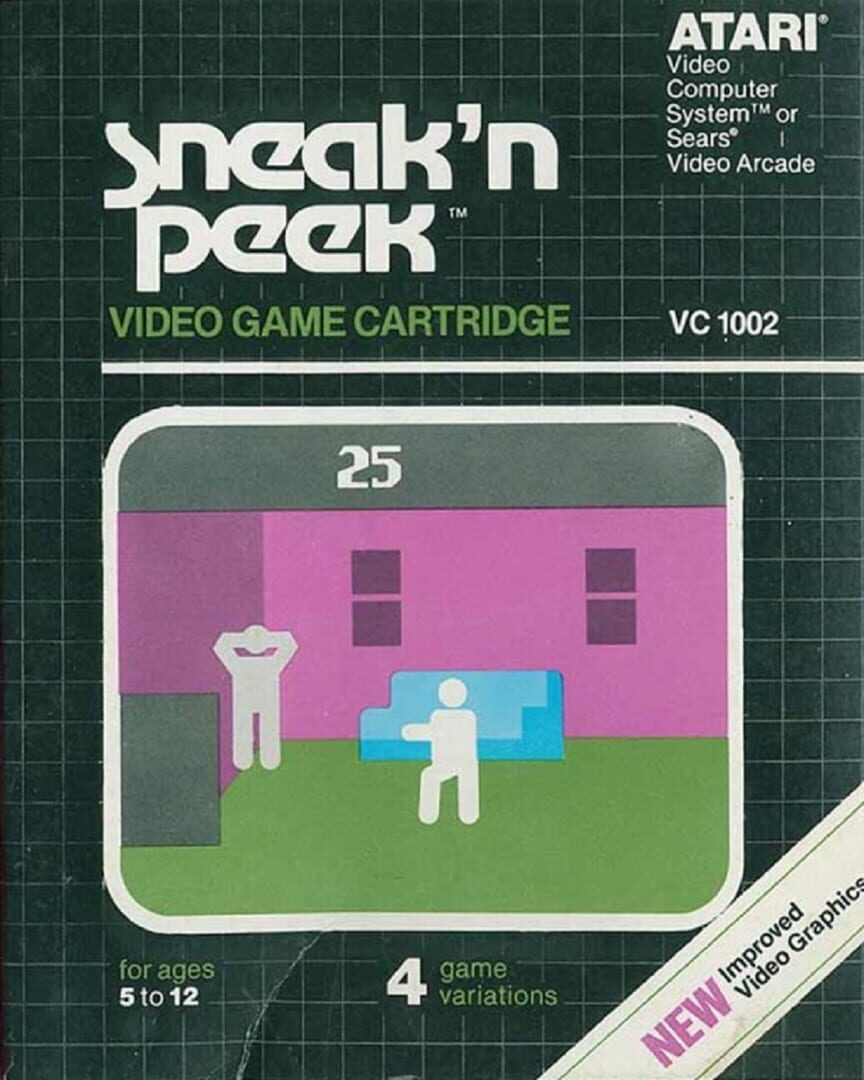 ATARI®
Video
Computer
System™ or
Sears®
Video Arcade
sneak'n
peek™
VIDEO GAME CARTRIDGE
VC 1002
25
for ages
5 to 12
4 game
variations
NEW Improved
Video Graphics